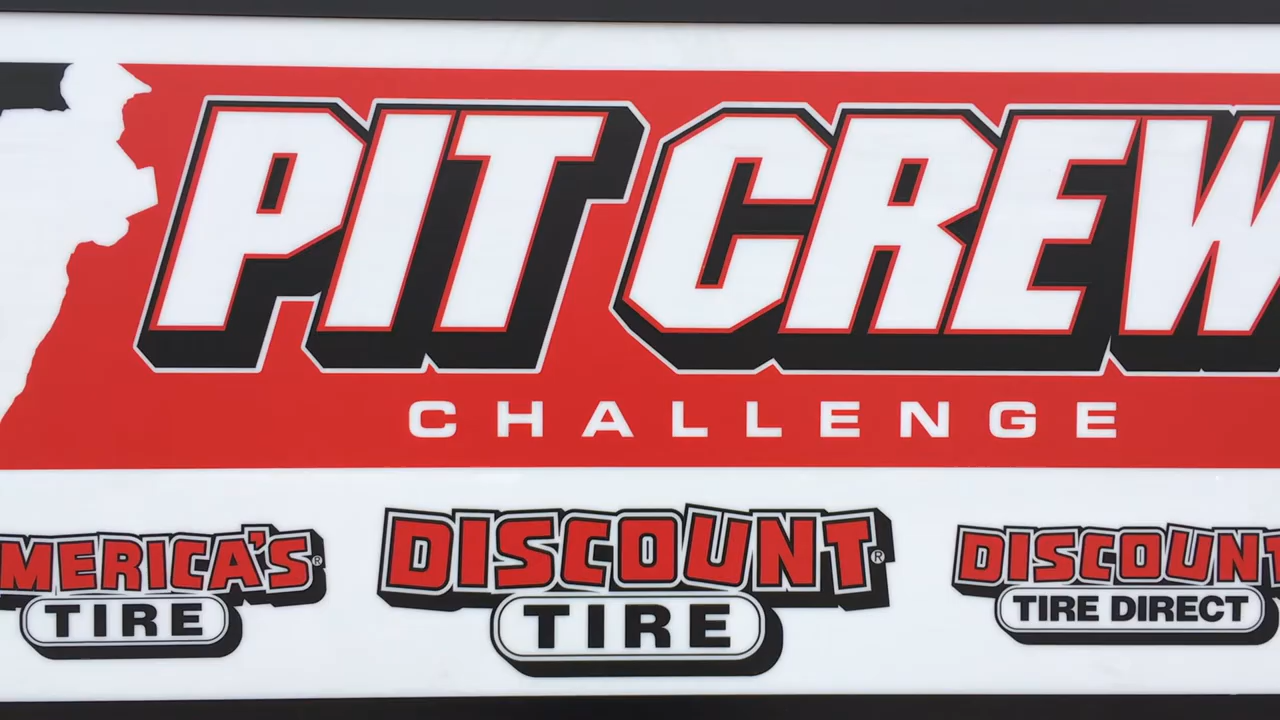 PIT CREW
CHALLENGE
MERICA'S®
TIRE
DISCOUNT®
TIRE
DISCOUNT
TIRE DIRECT